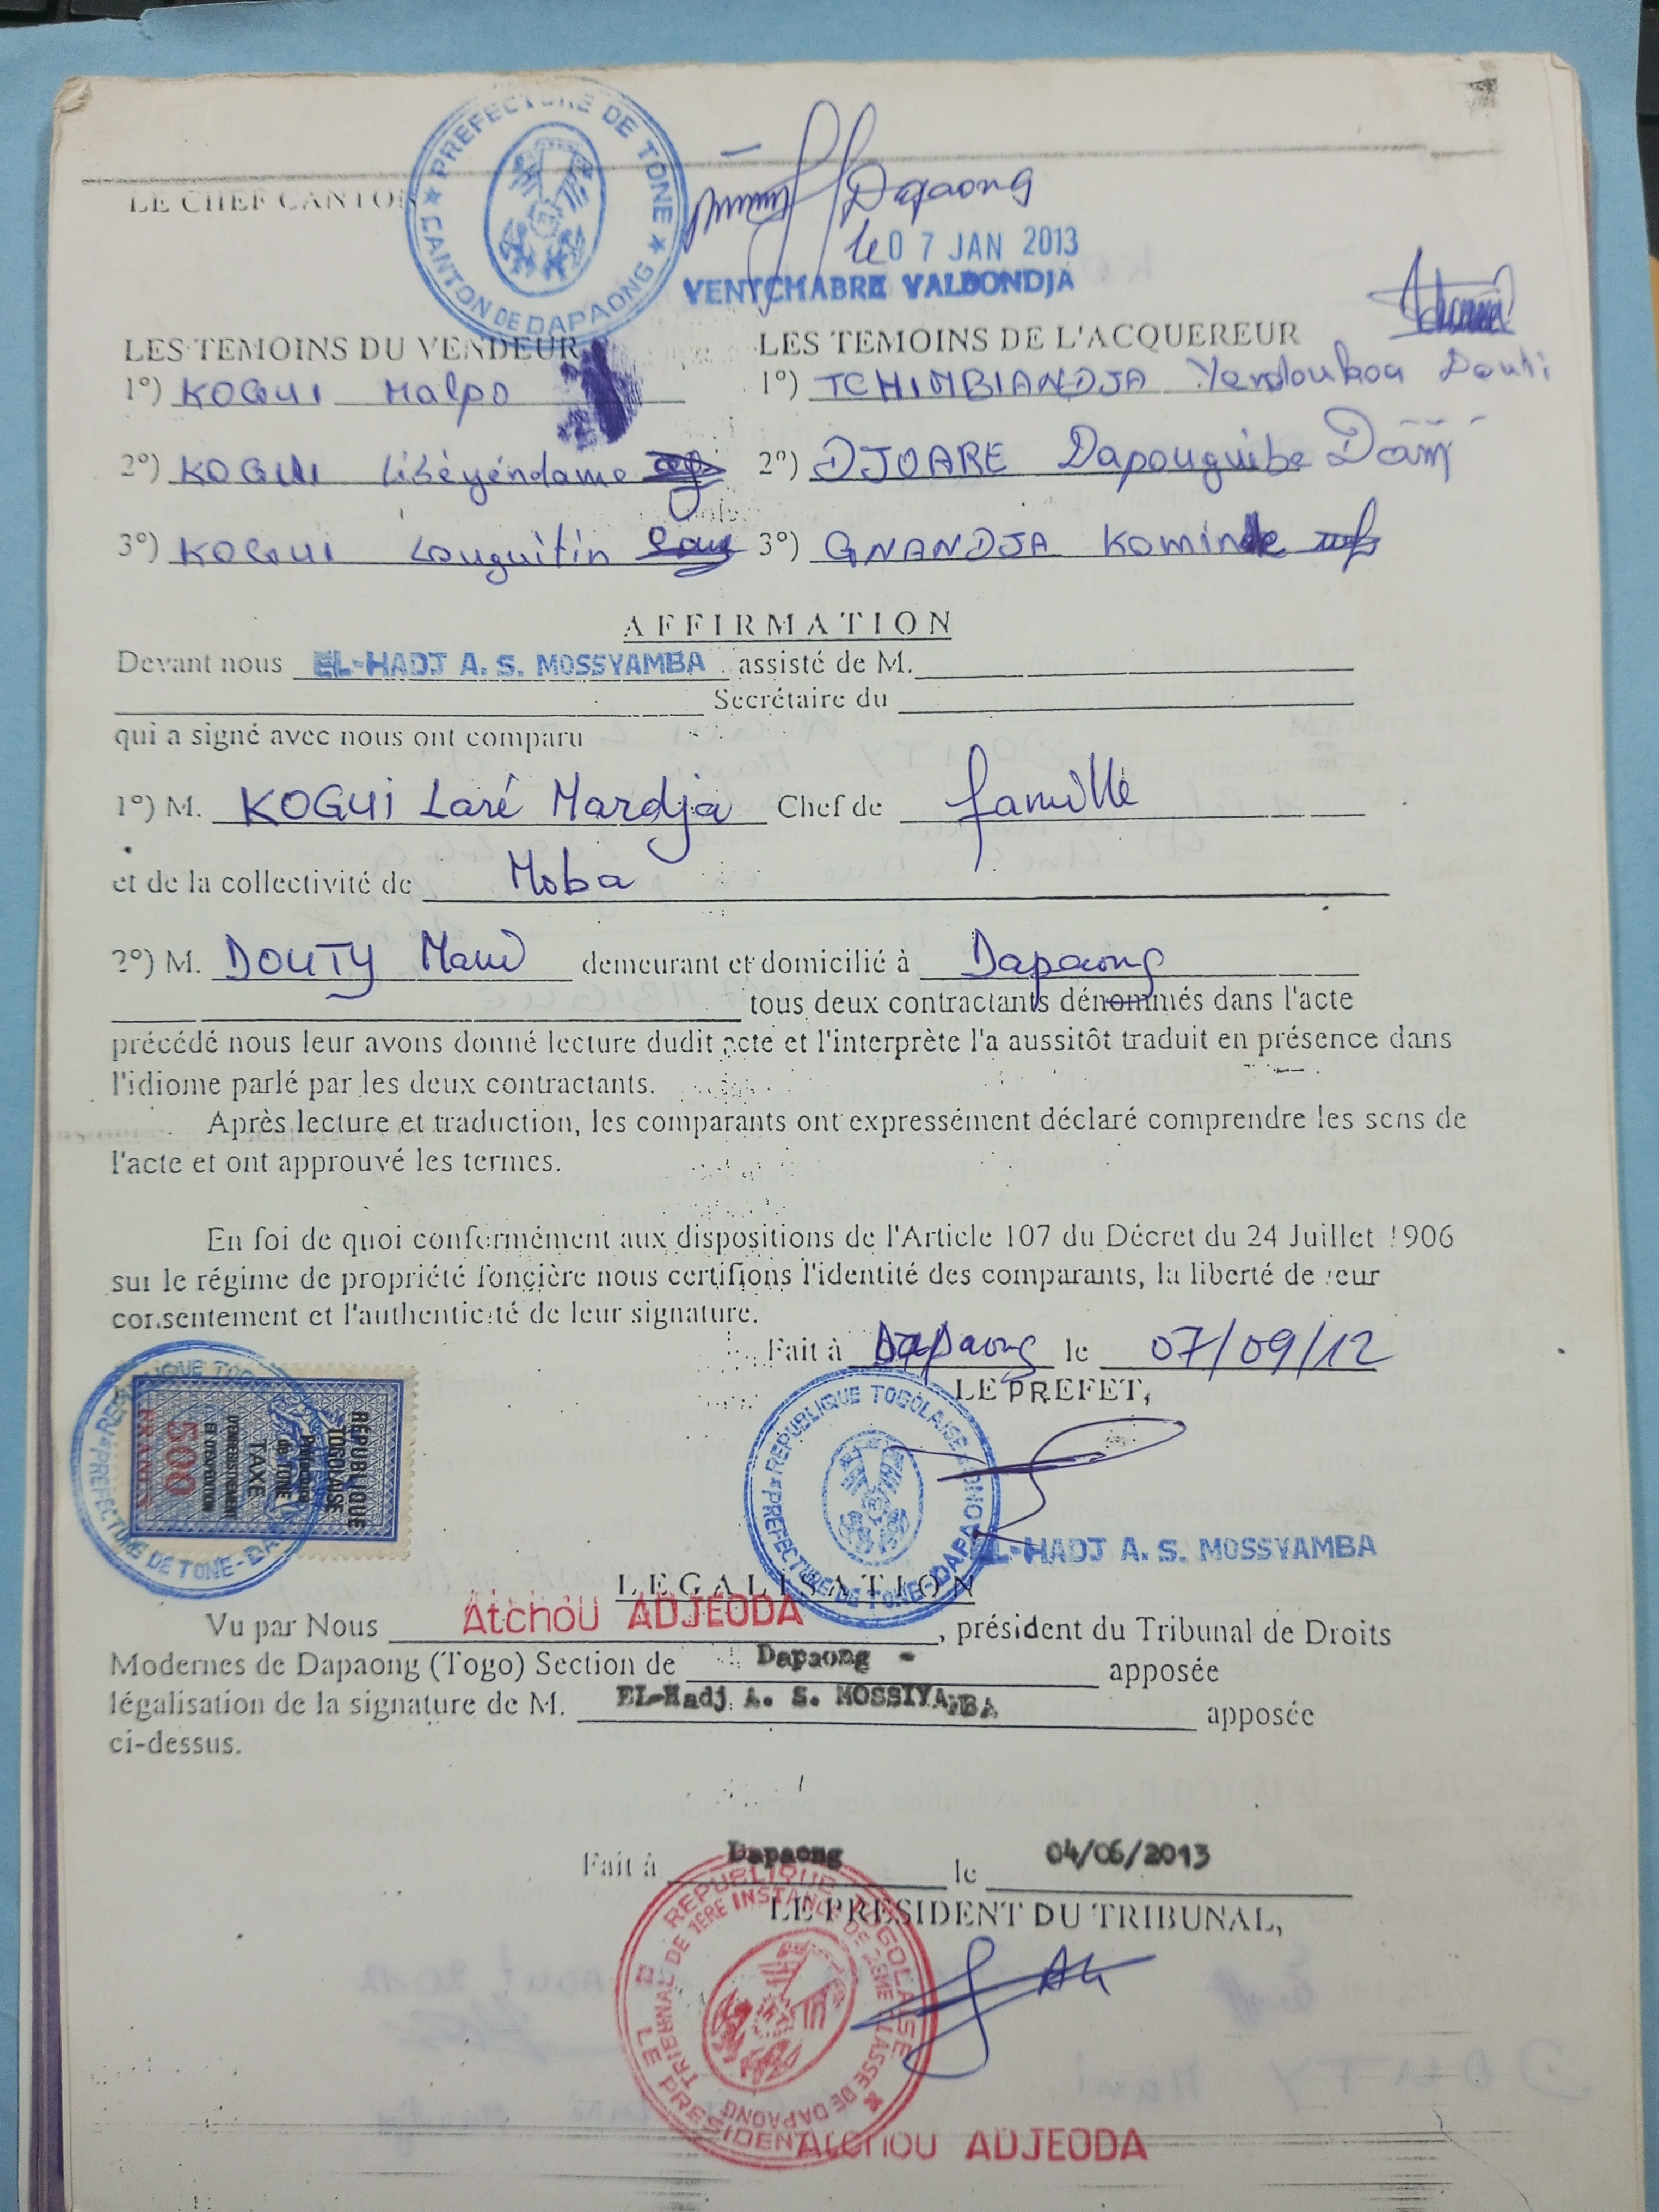 PREFECTURE DE TONE
CANTON DE DAPAONG
LE CHEF CANTON
Dapaong
le 07 JAN 2013
YENTCHABRE YALBONDJA
LES TEMOINS DU VENDEUR
1°) KOGUI Malpo
2°) KOGUI Libéyéndame
3°) KOGUI Louguitin
LES TEMOINS DE L'ACQUEREUR
1°) TCHIMBIANDJA Yendoukoa Douti
2°) DJOARE Dapouguibe
3°) GNANDJA Kominle
AFFIRMATION
Devant nous EL-HADJ A. S. MOSSYAMBA assisté de M.
Secrétaire du
qui a signé avec nous ont comparu
1°) M. KOGUI Laré Mardja Chef de famille
et de la collectivité de Moba
2°) M. DOUTY Mani demeurant et domicilié à Dapaong
tous deux contractants dénommés dans l'acte
précédé nous leur avons donné lecture dudit acte et l'interprète l'a aussitôt traduit en présence dans
l'idiome parlé par les deux contractants.
Après lecture et traduction, les comparants ont expressément déclaré comprendre les sens de
l'acte et ont approuvé les termes.
En foi de quoi conformément aux dispositions de l'Article 107 du Décret du 24 Juillet 1906
sur le régime de propriété foncière nous certifions l'identité des comparants, la liberté de leur
consentement et l'authenticité de leur signature.
Fait à Dapaong le 07/09/12
LE PREFET,
REPUBLIQUE TOGOLAISE
PREFECTURE DE TONE-DAPAONG
EL-HADJ A. S. MOSSYAMBA
REPUBLIQUE TOGOLAISE
PREFECTURE DE TONE-DA
REPUBLIQUE
TOGOLAISE
Préfecture
de TONE
TAXE
D'ENREGISTREMENT
ET D'EXPEDITION
500
FRANCS
LEGALISATION
Vu par Nous Atchou ADJEODA, président du Tribunal de Droits
Modernes de Dapaong (Togo) Section de Dapaong - apposée
légalisation de la signature de M. EL-Hadj A. S. MOSSIYAMBA apposée
ci-dessus.
Fait à Dapaong le 04/06/2013
LE PRESIDENT DU TRIBUNAL,
REPUBLIQUE TOGOLAISE
TRIBUNAL DE 1ERE INSTANCE DE 2EME CLASSE DE DAPAONG
LE PRESIDENT
Atchou ADJEODA